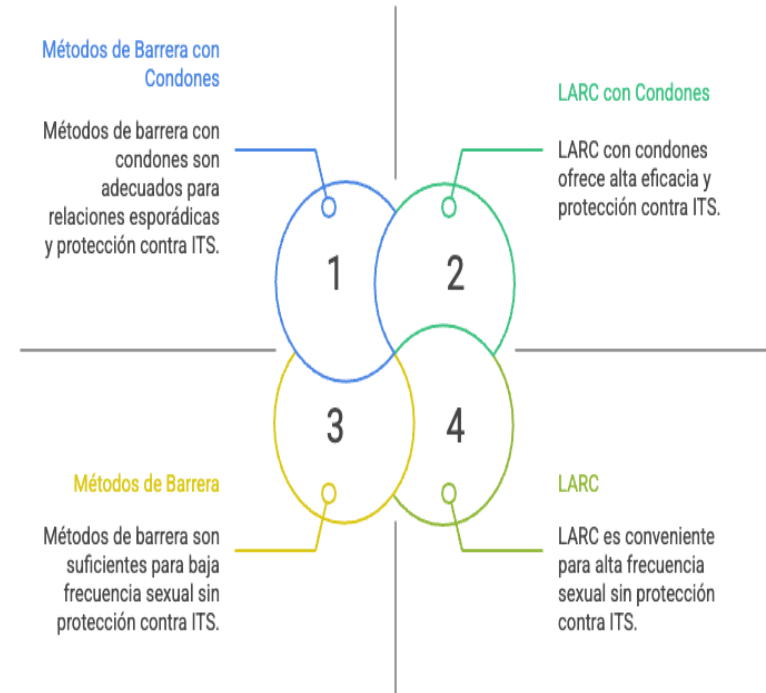 Métodos de Barrera con
Condones
Métodos de barrera con
condones son
adecuados para
relaciones esporádicas
y protección contra ITS.
LARC con Condones
LARC con condones
ofrece alta eficacia y
protección contra ITS.
1
2
3
4
Métodos de Barrera
Métodos de barrera son
suficientes para baja
frecuencia sexual sin
protección contra ITS.
LARC
LARC es conveniente
para alta frecuencia
sexual sin protección
contra ITS.